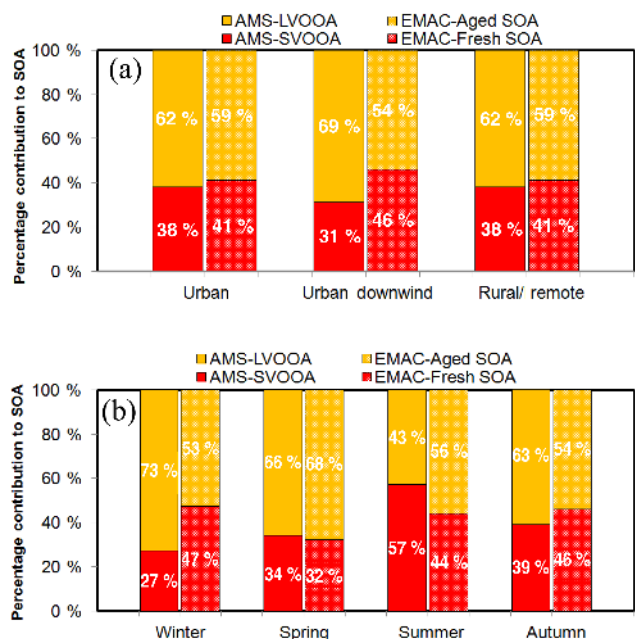 AMS-LVOOA EMAC-Aged SOA
AMS-SVOOA EMAC-Fresh SOA
(a)
Percentage contribution to SOA
100 %
80 %
60 %
40 %
20 %
0 %
62 % 59 % 69 % 54 % 62 % 59 %
38 % 41 % 31 % 46 % 38 % 41 %
Urban Urban downwind Rural/ remote
AMS-LVOOA EMAC-Aged SOA
AMS-SVOOA EMAC-Fresh SOA
(b)
Percentage contribution to SOA
100 %
80 %
60 %
40 %
20 %
0 %
73 % 53 % 66 % 68 % 43 % 56 % 63 % 54 %
27 % 47 % 34 % 32 % 57 % 44 % 39 % 46 %
Winter Spring Summer Autumn